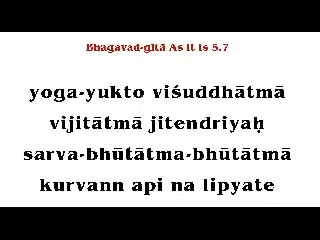 Bhagavad-gītā As It Is 5.7
yoga-yukto viśuddhātmā
vijitātmā jitendriyaḥ
sarva-bhūtātma-bhūtātmā
kurvann api na lipyate